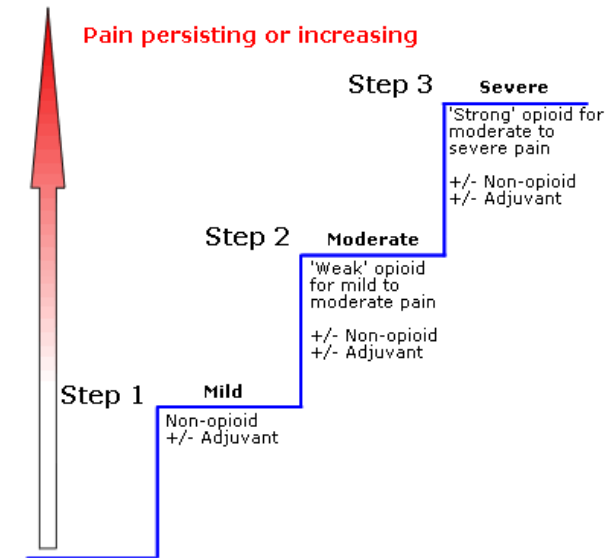 Pain persisting or increasing
Step 3
Severe
'Strong' opioid for
moderate to
severe pain
+/- Non-opioid
+/- Adjuvant
Step 2
Moderate
'Weak' opioid
for mild to
moderate pain
+/- Non-opioid
+/- Adjuvant
Step 1
Mild
Non-opioid
+/- Adjuvant